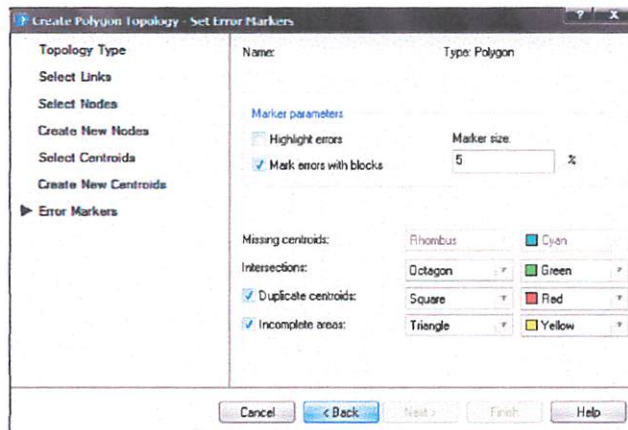 Create Polygon Topology - Set Error Markers
? X
Topology Type
Select Links
Select Nodes
Create New Nodes
Select Centroids
Create New Centroids
Error Markers
Name: Type: Polygon
Marker parameters
Highlight errors
Marker size:
Mark errors with blocks
5 %
Missing centroids: Rhombus Cyan
Intersections: Octagon Green
Duplicate centroids: Square Red
Incomplete areas: Triangle Yellow
Cancel < Back Next > Finish Help